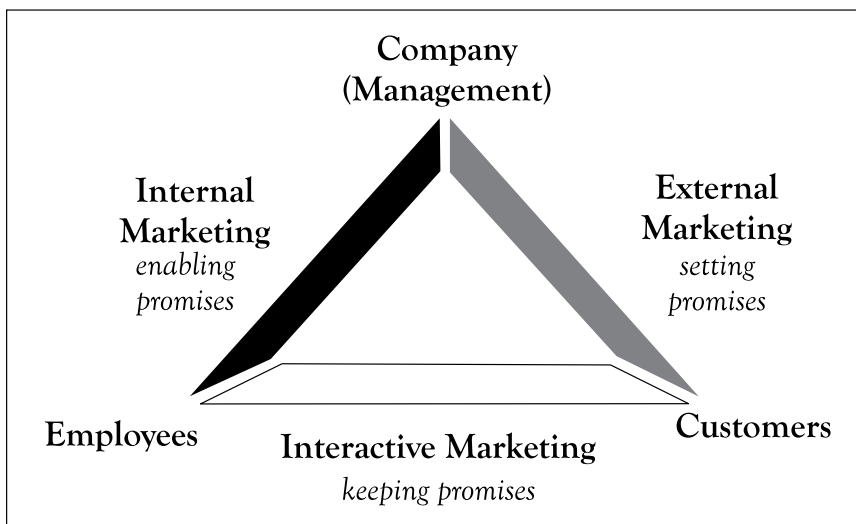 Company
(Management)
Internal
Marketing
enabling
promises
External
Marketing
setting
promises
Employees
Customers
Interactive Marketing
keeping promises